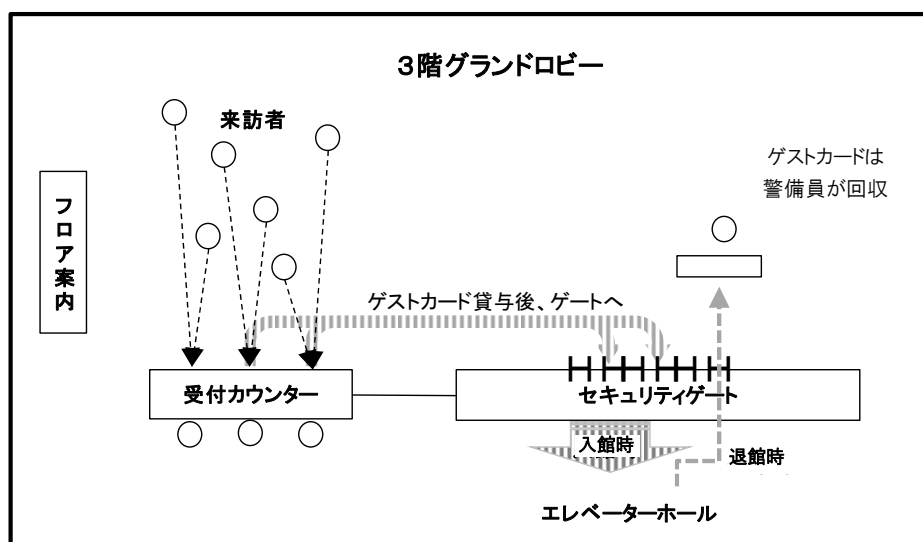 3階グランドロビー
来訪者
ゲストカードは
警備員が回収
フロア案内
ゲストカード貸与後、ゲートへ
受付カウンター
セキュリティゲート
入館時
退館時
エレベーターホール